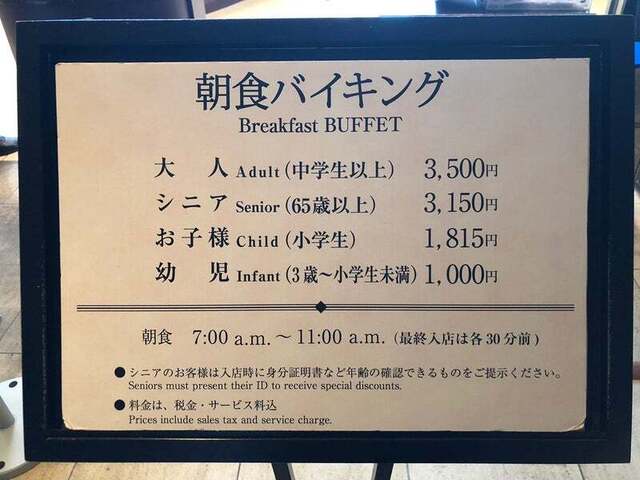 朝食バイキング
Breakfast BUFFET
大人 Adult (中学生以上) 3,500円
シニア Senior (65歳以上) 3,150円
お子様 Child (小学生) 1,815円
幼児 Infant (3歳〜小学生未満) 1,000円
朝食 7:00 a.m. 〜 11:00 a.m. (最終入店は各30分前)
●シニアのお客様は入店時に身分証明書など年齢の確認できるものをご提示ください。
Seniors must present their ID to receive special discounts.
●料金は、税金・サービス料込
Prices include sales tax and service charge.